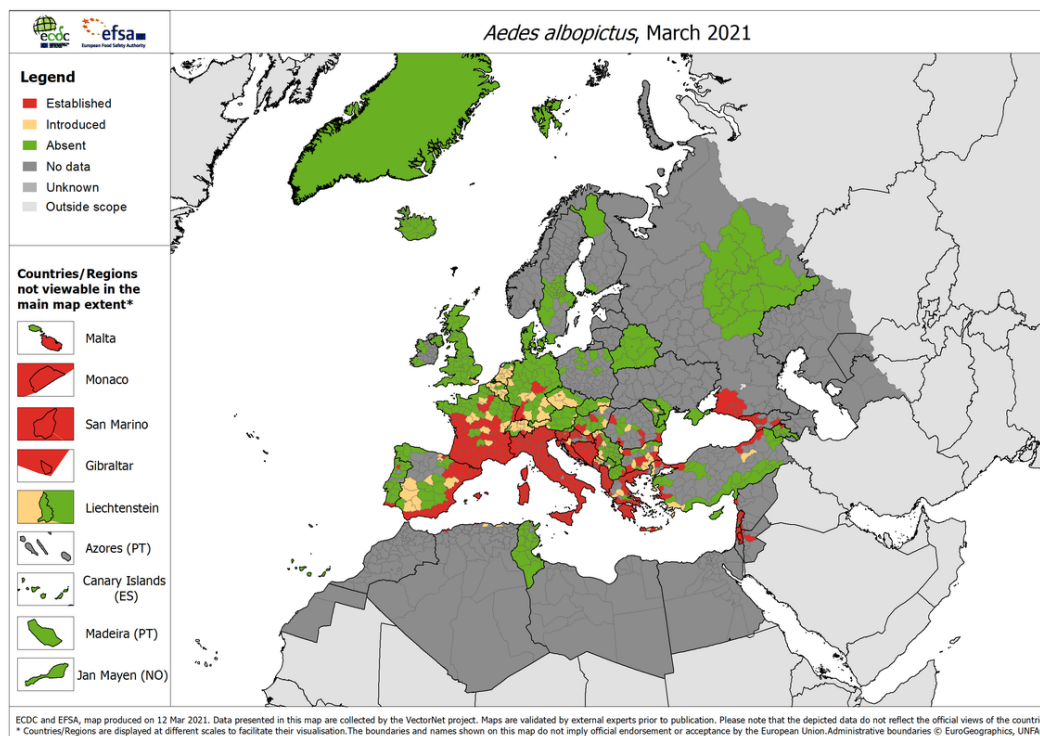 ecdc
efsa
European Food Safety Authority
Aedes albopictus, March 2021
Legend
Established
Introduced
Absent
No data
Unknown
Outside scope
Countries/Regions
not viewable in the
main map extent*
Malta
Monaco
San Marino
Gibraltar
Liechtenstein
Azores (PT)
Canary Islands
(ES)
Madeira (PT)
Jan Mayen (NO)
ECDC and EFSA, map produced on 12 Mar 2021. Data presented in this map are collected by the VectorNet project. Maps are validated by external experts prior to publication. Please note that the depicted data do not reflect the official views of the countri
* Countries/Regions are displayed at different scales to facilitate their visualisation.The boundaries and names shown on this map do not imply official endorsement or acceptance by the European Union.Administrative boundaries © EuroGeographics, UNFA